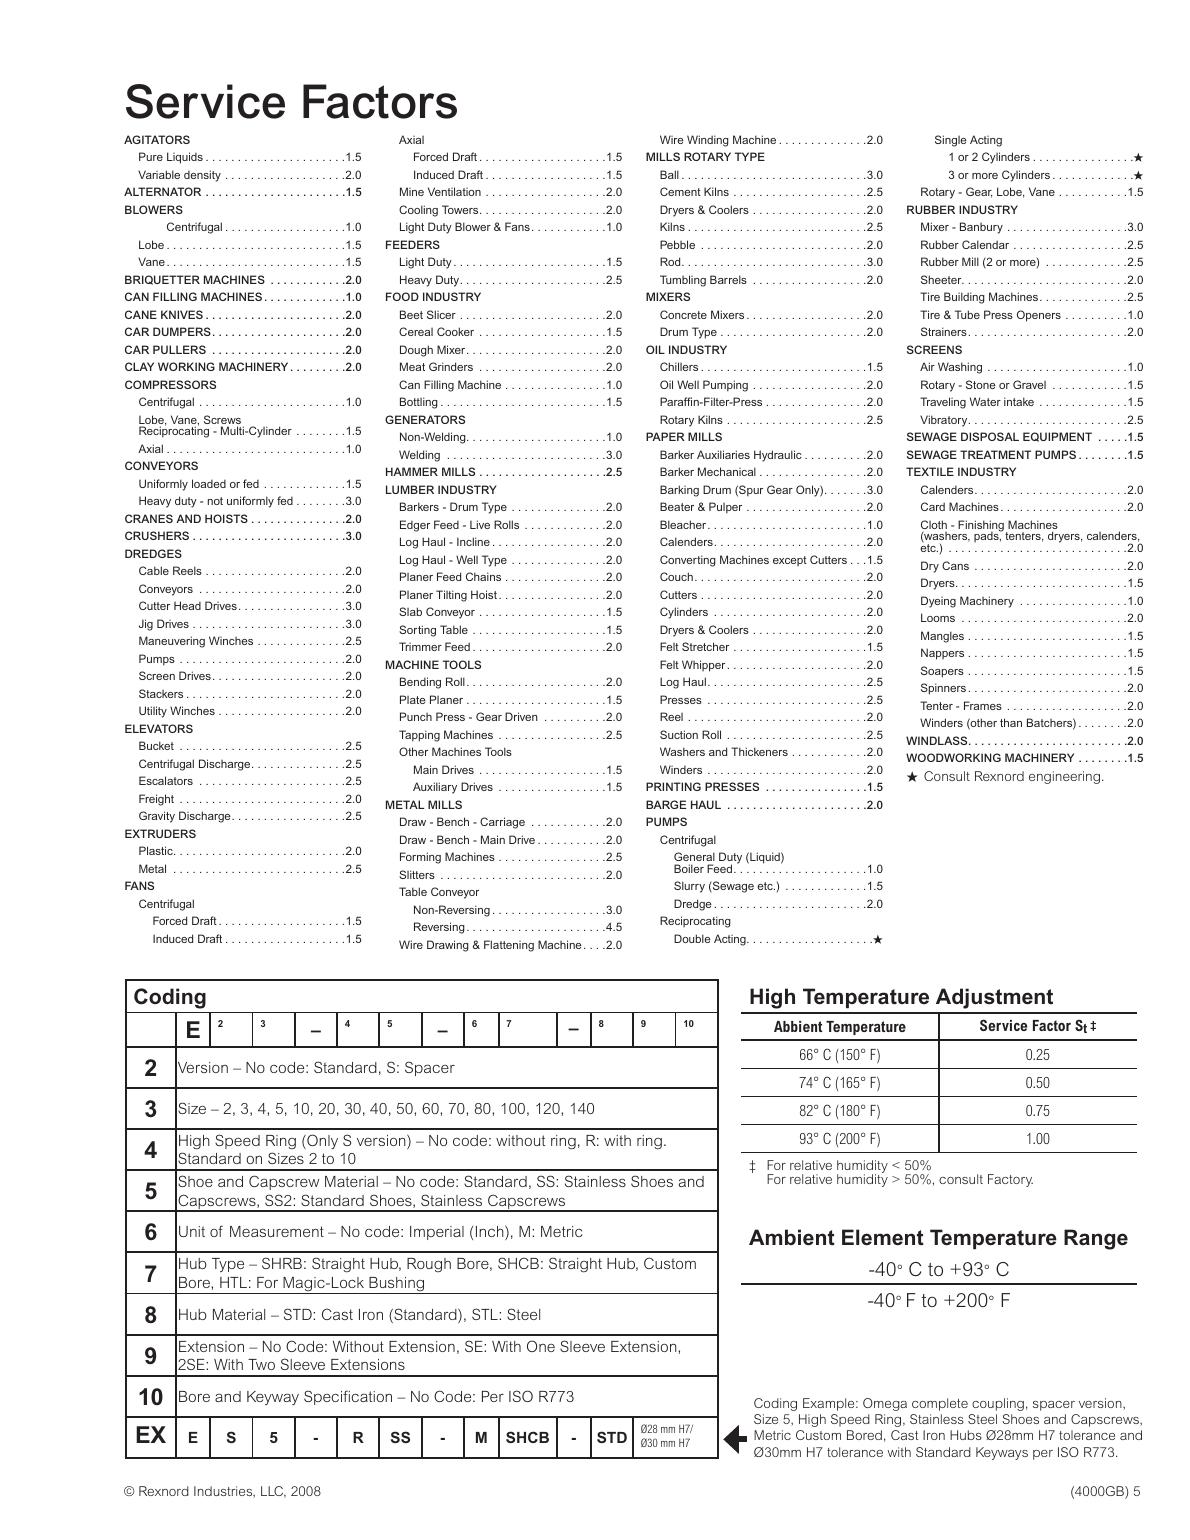 Service Factors
AGITATORS
Pure Liquids . . . . . . . . . . . . . . . . . . . . . .1.5
Variable density . . . . . . . . . . . . . . . . . . .2.0
ALTERNATOR . . . . . . . . . . . . . . . . . . . . . .1.5
BLOWERS
Centrifugal . . . . . . . . . . . . . . . . . . .1.0
Lobe . . . . . . . . . . . . . . . . . . . . . . . . . . . .1.5
Vane . . . . . . . . . . . . . . . . . . . . . . . . . . . .1.5
BRIQUETTER MACHINES . . . . . . . . . . . .2.0
CAN FILLING MACHINES . . . . . . . . . . . . .1.0
CANE KNIVES . . . . . . . . . . . . . . . . . . . . . .2.0
CAR DUMPERS . . . . . . . . . . . . . . . . . . . . .2.0
CAR PULLERS . . . . . . . . . . . . . . . . . . . . .2.0
CLAY WORKING MACHINERY . . . . . . . . .2.0
COMPRESSORS
Centrifugal . . . . . . . . . . . . . . . . . . . . . . .1.0
Lobe, Vane, Screws
Reciprocating - Multi-Cylinder . . . . . . . .1.5
Axial . . . . . . . . . . . . . . . . . . . . . . . . . . . .1.0
CONVEYORS
Uniformly loaded or fed . . . . . . . . . . . . .1.5
Heavy duty - not uniformly fed . . . . . . . .3.0
CRANES AND HOISTS . . . . . . . . . . . . . . .2.0
CRUSHERS . . . . . . . . . . . . . . . . . . . . . . . .3.0
DREDGES
Cable Reels . . . . . . . . . . . . . . . . . . . . . .2.0
Conveyors . . . . . . . . . . . . . . . . . . . . . . .2.0
Cutter Head Drives . . . . . . . . . . . . . . . . .3.0
Jig Drives . . . . . . . . . . . . . . . . . . . . . . . .3.0
Maneuvering Winches . . . . . . . . . . . . . .2.5
Pumps . . . . . . . . . . . . . . . . . . . . . . . . . .2.0
Screen Drives . . . . . . . . . . . . . . . . . . . . .2.0
Stackers . . . . . . . . . . . . . . . . . . . . . . . . .2.0
Utility Winches . . . . . . . . . . . . . . . . . . . .2.0
ELEVATORS
Bucket . . . . . . . . . . . . . . . . . . . . . . . . . .2.5
Centrifugal Discharge . . . . . . . . . . . . . . .2.5
Escalators . . . . . . . . . . . . . . . . . . . . . . .2.5
Freight . . . . . . . . . . . . . . . . . . . . . . . . . .2.0
Gravity Discharge . . . . . . . . . . . . . . . . . .2.5
EXTRUDERS
Plastic. . . . . . . . . . . . . . . . . . . . . . . . . . .2.0
Metal . . . . . . . . . . . . . . . . . . . . . . . . . . .2.5
FANS
Centrifugal
Forced Draft . . . . . . . . . . . . . . . . . . . .1.5
Induced Draft . . . . . . . . . . . . . . . . . . .1.5
Axial
Forced Draft . . . . . . . . . . . . . . . . . . . .1.5
Induced Draft . . . . . . . . . . . . . . . . . . .1.5
Mine Ventilation . . . . . . . . . . . . . . . . . . .2.0
Cooling Towers. . . . . . . . . . . . . . . . . . . .2.0
Light Duty Blower & Fans . . . . . . . . . . . .1.0
FEEDERS
Light Duty . . . . . . . . . . . . . . . . . . . . . . . .1.5
Heavy Duty. . . . . . . . . . . . . . . . . . . . . . .2.5
FOOD INDUSTRY
Beet Slicer . . . . . . . . . . . . . . . . . . . . . . .2.0
Cereal Cooker . . . . . . . . . . . . . . . . . . . .1.5
Dough Mixer. . . . . . . . . . . . . . . . . . . . . .2.0
Meat Grinders . . . . . . . . . . . . . . . . . . . .2.0
Can Filling Machine . . . . . . . . . . . . . . . .1.0
Bottling . . . . . . . . . . . . . . . . . . . . . . . . . .1.5
GENERATORS
Non-Welding. . . . . . . . . . . . . . . . . . . . . .1.0
Welding . . . . . . . . . . . . . . . . . . . . . . . . .3.0
HAMMER MILLS . . . . . . . . . . . . . . . . . . . .2.5
LUMBER INDUSTRY
Barkers - Drum Type . . . . . . . . . . . . . . .2.0
Edger Feed - Live Rolls . . . . . . . . . . . . .2.0
Log Haul - Incline . . . . . . . . . . . . . . . . . .2.0
Log Haul - Well Type . . . . . . . . . . . . . . .2.0
Planer Feed Chains . . . . . . . . . . . . . . . .2.0
Planer Tilting Hoist . . . . . . . . . . . . . . . . .2.0
Slab Conveyor . . . . . . . . . . . . . . . . . . . .1.5
Sorting Table . . . . . . . . . . . . . . . . . . . . .1.5
Trimmer Feed . . . . . . . . . . . . . . . . . . . . .2.0
MACHINE TOOLS
Bending Roll . . . . . . . . . . . . . . . . . . . . . .2.0
Plate Planer . . . . . . . . . . . . . . . . . . . . . .1.5
Punch Press - Gear Driven . . . . . . . . . .2.0
Tapping Machines . . . . . . . . . . . . . . . . .2.5
Other Machines Tools
Main Drives . . . . . . . . . . . . . . . . . . . .1.5
Auxiliary Drives . . . . . . . . . . . . . . . . .1.5
METAL MILLS
Draw - Bench - Carriage . . . . . . . . . . . .2.0
Draw - Bench - Main Drive . . . . . . . . . . .2.0
Forming Machines . . . . . . . . . . . . . . . . .2.5
Slitters . . . . . . . . . . . . . . . . . . . . . . . . . .2.0
Table Conveyor
Non-Reversing . . . . . . . . . . . . . . . . . .3.0
Reversing . . . . . . . . . . . . . . . . . . . . . .4.5
Wire Drawing & Flattening Machine . . . .2.0
Wire Winding Machine . . . . . . . . . . . . . .2.0
MILLS ROTARY TYPE
Ball . . . . . . . . . . . . . . . . . . . . . . . . . . . . .3.0
Cement Kilns . . . . . . . . . . . . . . . . . . . . .2.5
Dryers & Coolers . . . . . . . . . . . . . . . . . .2.0
Kilns . . . . . . . . . . . . . . . . . . . . . . . . . . . .2.5
Pebble . . . . . . . . . . . . . . . . . . . . . . . . . .2.0
Rod. . . . . . . . . . . . . . . . . . . . . . . . . . . . .3.0
Tumbling Barrels . . . . . . . . . . . . . . . . . .2.0
MIXERS
Concrete Mixers . . . . . . . . . . . . . . . . . . .2.0
Drum Type . . . . . . . . . . . . . . . . . . . . . . .2.0
OIL INDUSTRY
Chillers . . . . . . . . . . . . . . . . . . . . . . . . . .1.5
Oil Well Pumping . . . . . . . . . . . . . . . . . .2.0
Paraffin-Filter-Press . . . . . . . . . . . . . . . .2.0
Rotary Kilns . . . . . . . . . . . . . . . . . . . . . .2.5
PAPER MILLS
Barker Auxiliaries Hydraulic . . . . . . . . . .2.0
Barker Mechanical . . . . . . . . . . . . . . . . .2.0
Barking Drum (Spur Gear Only) . . . . . . .3.0
Beater & Pulper . . . . . . . . . . . . . . . . . . .2.0
Bleacher . . . . . . . . . . . . . . . . . . . . . . . . .1.0
Calenders . . . . . . . . . . . . . . . . . . . . . . . .2.0
Converting Machines except Cutters . . .1.5
Couch. . . . . . . . . . . . . . . . . . . . . . . . . . .2.0
Cutters . . . . . . . . . . . . . . . . . . . . . . . . . .2.0
Cylinders . . . . . . . . . . . . . . . . . . . . . . . .2.0
Dryers & Coolers . . . . . . . . . . . . . . . . . .2.0
Felt Stretcher . . . . . . . . . . . . . . . . . . . . .1.5
Felt Whipper . . . . . . . . . . . . . . . . . . . . . .2.0
Log Haul . . . . . . . . . . . . . . . . . . . . . . . . .2.5
Presses . . . . . . . . . . . . . . . . . . . . . . . . .2.5
Reel . . . . . . . . . . . . . . . . . . . . . . . . . . . .2.0
Suction Roll . . . . . . . . . . . . . . . . . . . . . .2.5
Washers and Thickeners . . . . . . . . . . . .2.0
Winders . . . . . . . . . . . . . . . . . . . . . . . . .2.0
PRINTING PRESSES . . . . . . . . . . . . . . . .1.5
BARGE HAUL . . . . . . . . . . . . . . . . . . . . . .2.0
PUMPS
Centrifugal
General Duty (Liquid)
Boiler Feed . . . . . . . . . . . . . . . . . . . . .1.0
Slurry (Sewage etc.) . . . . . . . . . . . . .1.5
Dredge . . . . . . . . . . . . . . . . . . . . . . . .2.0
Reciprocating
Double Acting. . . . . . . . . . . . . . . . . . . .★
Single Acting
1 or 2 Cylinders . . . . . . . . . . . . . . . .★
3 or more Cylinders . . . . . . . . . . . . .★
Rotary - Gear, Lobe, Vane . . . . . . . . . . .1.5
RUBBER INDUSTRY
Mixer - Banbury . . . . . . . . . . . . . . . . . . .3.0
Rubber Calendar . . . . . . . . . . . . . . . . . .2.5
Rubber Mill (2 or more) . . . . . . . . . . . . .2.5
Sheeter. . . . . . . . . . . . . . . . . . . . . . . . . .2.0
Tire Building Machines . . . . . . . . . . . . . .2.5
Tire & Tube Press Openers . . . . . . . . . .1.0
Strainers . . . . . . . . . . . . . . . . . . . . . . . . .2.0
SCREENS
Air Washing . . . . . . . . . . . . . . . . . . . . . .1.0
Rotary - Stone or Gravel . . . . . . . . . . . .1.5
Traveling Water intake . . . . . . . . . . . . . .1.5
Vibratory . . . . . . . . . . . . . . . . . . . . . . . . .2.5
SEWAGE DISPOSAL EQUIPMENT . . . . .1.5
SEWAGE TREATMENT PUMPS . . . . . . . .1.5
TEXTILE INDUSTRY
Calenders . . . . . . . . . . . . . . . . . . . . . . . .2.0
Card Machines . . . . . . . . . . . . . . . . . . . .2.0
Cloth - Finishing Machines
(washers, pads, tenters, dryers, calenders,
etc.) . . . . . . . . . . . . . . . . . . . . . . . . . . . .2.0
Dry Cans . . . . . . . . . . . . . . . . . . . . . . . .2.0
Dryers. . . . . . . . . . . . . . . . . . . . . . . . . . .1.5
Dyeing Machinery . . . . . . . . . . . . . . . . .1.0
Looms . . . . . . . . . . . . . . . . . . . . . . . . . .2.0
Mangles . . . . . . . . . . . . . . . . . . . . . . . . .1.5
Nappers . . . . . . . . . . . . . . . . . . . . . . . . .1.5
Soapers . . . . . . . . . . . . . . . . . . . . . . . . .1.5
Spinners . . . . . . . . . . . . . . . . . . . . . . . . .2.0
Tenter - Frames . . . . . . . . . . . . . . . . . . .2.0
Winders (other than Batchers) . . . . . . . .2.0
WINDLASS. . . . . . . . . . . . . . . . . . . . . . . . .2.0
WOODWORKING MACHINERY . . . . . . . .1.5
★ Consult Rexnord engineering.
Coding
E 2 3 – 4 5 – 6 7 – 8 9 10
2 Version – No code: Standard, S: Spacer
3 Size – 2, 3, 4, 5, 10, 20, 30, 40, 50, 60, 70, 80, 100, 120, 140
4 High Speed Ring (Only S version) – No code: without ring, R: with ring.
Standard on Sizes 2 to 10
5 Shoe and Capscrew Material – No code: Standard, SS: Stainless Shoes and
Capscrews, SS2: Standard Shoes, Stainless Capscrews
6 Unit of Measurement – No code: Imperial (Inch), M: Metric
7 Hub Type – SHRB: Straight Hub, Rough Bore, SHCB: Straight Hub, Custom
Bore, HTL: For Magic-Lock Bushing
8 Hub Material – STD: Cast Iron (Standard), STL: Steel
9 Extension – No Code: Without Extension, SE: With One Sleeve Extension,
2SE: With Two Sleeve Extensions
10 Bore and Keyway Specification – No Code: Per ISO R773
EX E S 5 - R SS - M SHCB - STD Ø28 mm H7/
Ø30 mm H7
High Temperature Adjustment
Abbient Temperature Service Factor St ‡
66° C (150° F) 0.25
74° C (165° F) 0.50
82° C (180° F) 0.75
93° C (200° F) 1.00
‡ For relative humidity < 50%
For relative humidity > 50%, consult Factory.
Ambient Element Temperature Range
-40° C to +93° C
-40° F to +200° F
Coding Example: Omega complete coupling, spacer version,
Size 5, High Speed Ring, Stainless Steel Shoes and Capscrews,
Metric Custom Bored, Cast Iron Hubs Ø28mm H7 tolerance and
Ø30mm H7 tolerance with Standard Keyways per ISO R773.
© Rexnord Industries, LLC, 2008
(4000GB) 5